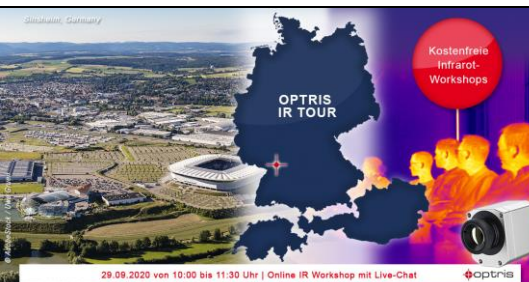 Sinsheim, Germany
Kostenfreie
Infrarot-
Workshops
OPTRIS
IR TOUR
29.09.2020 von 10:00 bis 11:30 Uhr | Online IR Workshop mit Live-Chat
optris